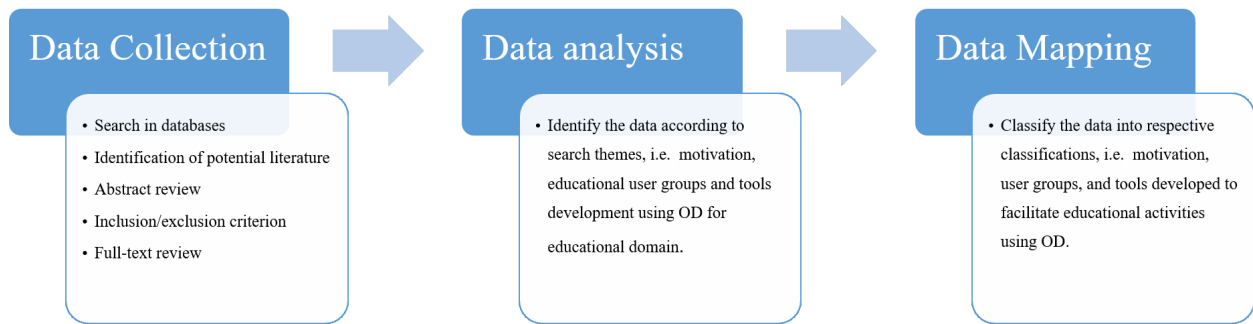 Data Collection
• Search in databases
• Identification of potential literature
• Abstract review
• Inclusion/exclusion criterion
• Full-text review
Data analysis
• Identify the data according to
search themes, i.e. motivation,
educational user groups and tools
development using OD for
educational domain.
Data Mapping
• Classify the data into respective
classifications, i.e. motivation,
user groups, and tools developed to
facilitate educational activities
using OD.